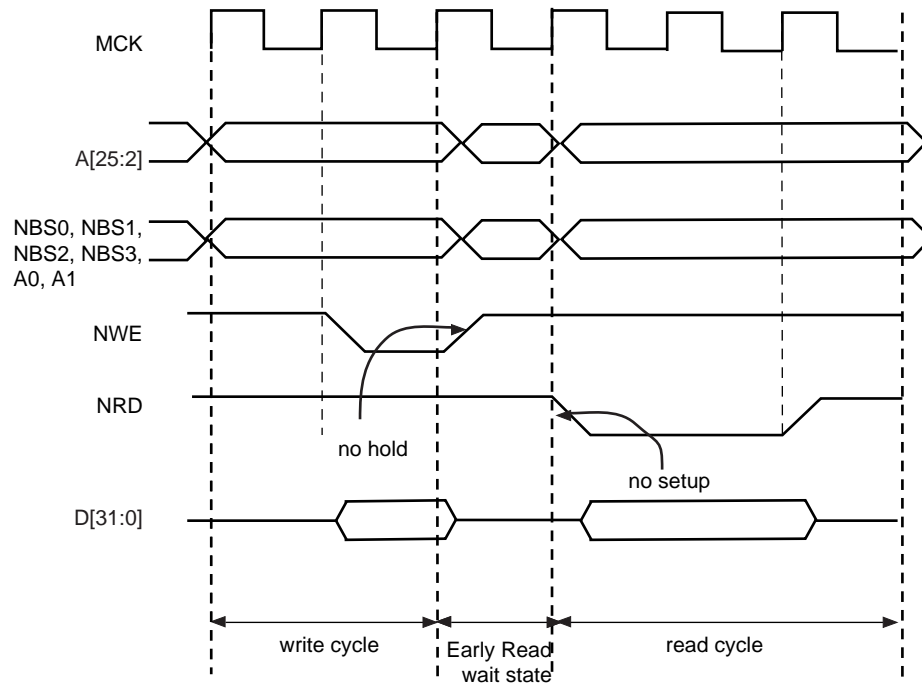 MCK
A[25:2]
NBS0, NBS1,
NBS2, NBS3,
A0, A1
NWE
NRD
no hold
no setup
D[31:0]
write cycle
Early Read
wait state
read cycle